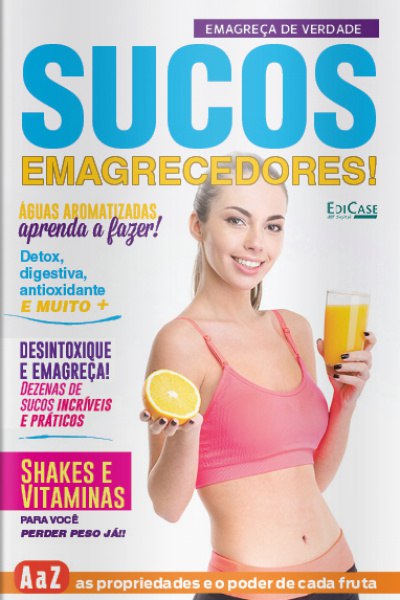 EMAGREÇA DE VERDADE
SUCOS
EMAGRECEDORES!
EDICASE
ÁGUAS AROMATIZADAS
aprenda a fazer!
Detox,
digestiva,
antioxidante
E MUITO +
DESINTOXIQUE
E EMAGREÇA!
DEZENAS DE
SUCOS INCRÍVEIS
E PRÁTICOS
SHAKES E
VITAMINAS
PARA VOCÊ
PERDER PESO JÁ!!
A a Z as propriedades e o poder de cada fruta